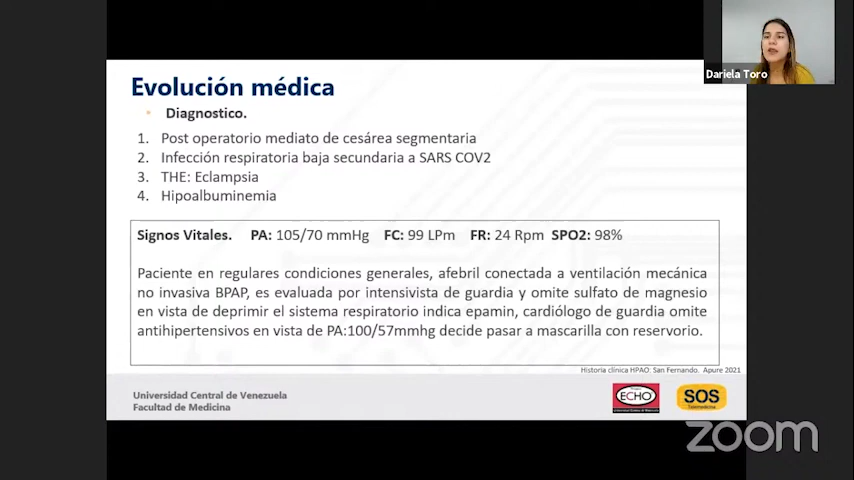 Dariela Toro
Evolución médica
Diagnostico.
1. Post operatorio mediato de cesárea segmentaria
2. Infección respiratoria baja secundaria a SARS COV2
3. THE: Eclampsia
4. Hipoalbuminemia
Signos Vitales. PA: 105/70 mmHg FC: 99 LPm FR: 24 Rpm SPO2: 98%
Paciente en regulares condiciones generales, afebril conectada a ventilación mecánica
no invasiva BPAP, es evaluada por intensivista de guardia y omite sulfato de magnesio
en vista de deprimir el sistema respiratorio indica epamin, cardiólogo de guardia omite
antihipertensivos en vista de PA:100/57mmhg decide pasar a mascarilla con reservorio.
Historia clínica HPAO: San Fernando. Apure 2021
Universidad Central de Venezuela
Facultad de Medicina
ECHO
SOS
Telemedicina
zoom